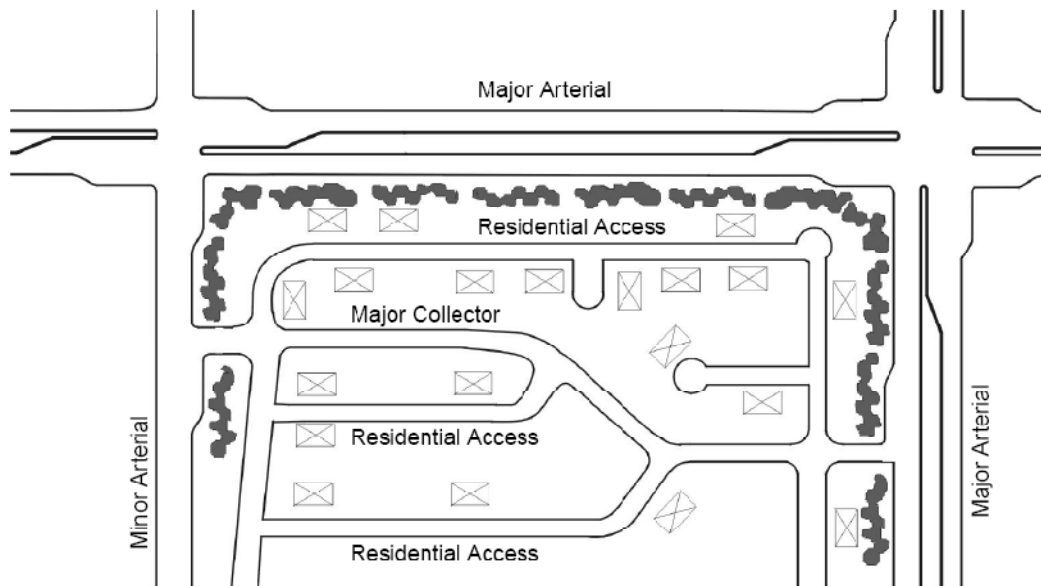 Major Arterial
Residential Access
Major Collector
Residential Access
Residential Access
Minor Arterial
Major Arterial